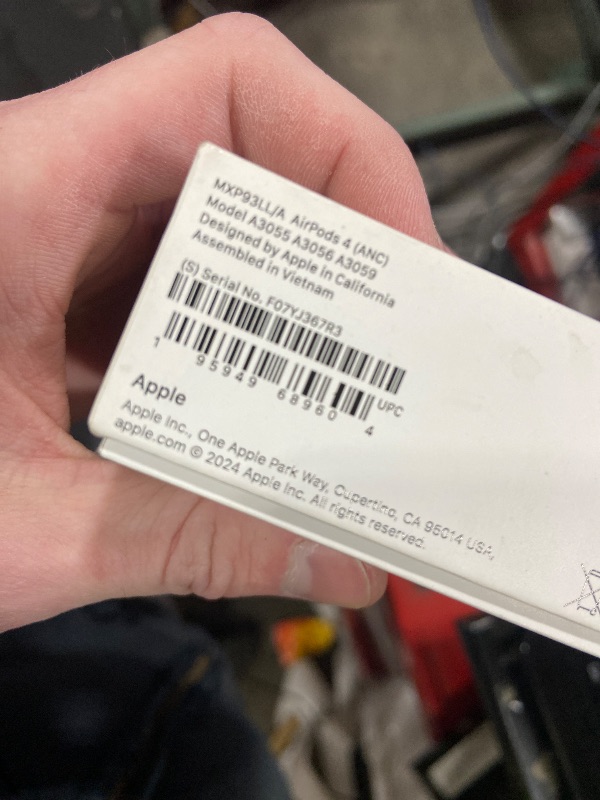 MXP93LL/A AirPods 4 (ANC)
Model A3055 A3056 A3059
Designed by Apple in California
Assembled in Vietnam
(S) Serial No. F07YJ367R3
UPC
1 95949 68960 4
Apple
Apple Inc., One Apple Park Way, Cupertino, CA 95014 USA.
apple.com © 2024 Apple Inc. All rights reserved.